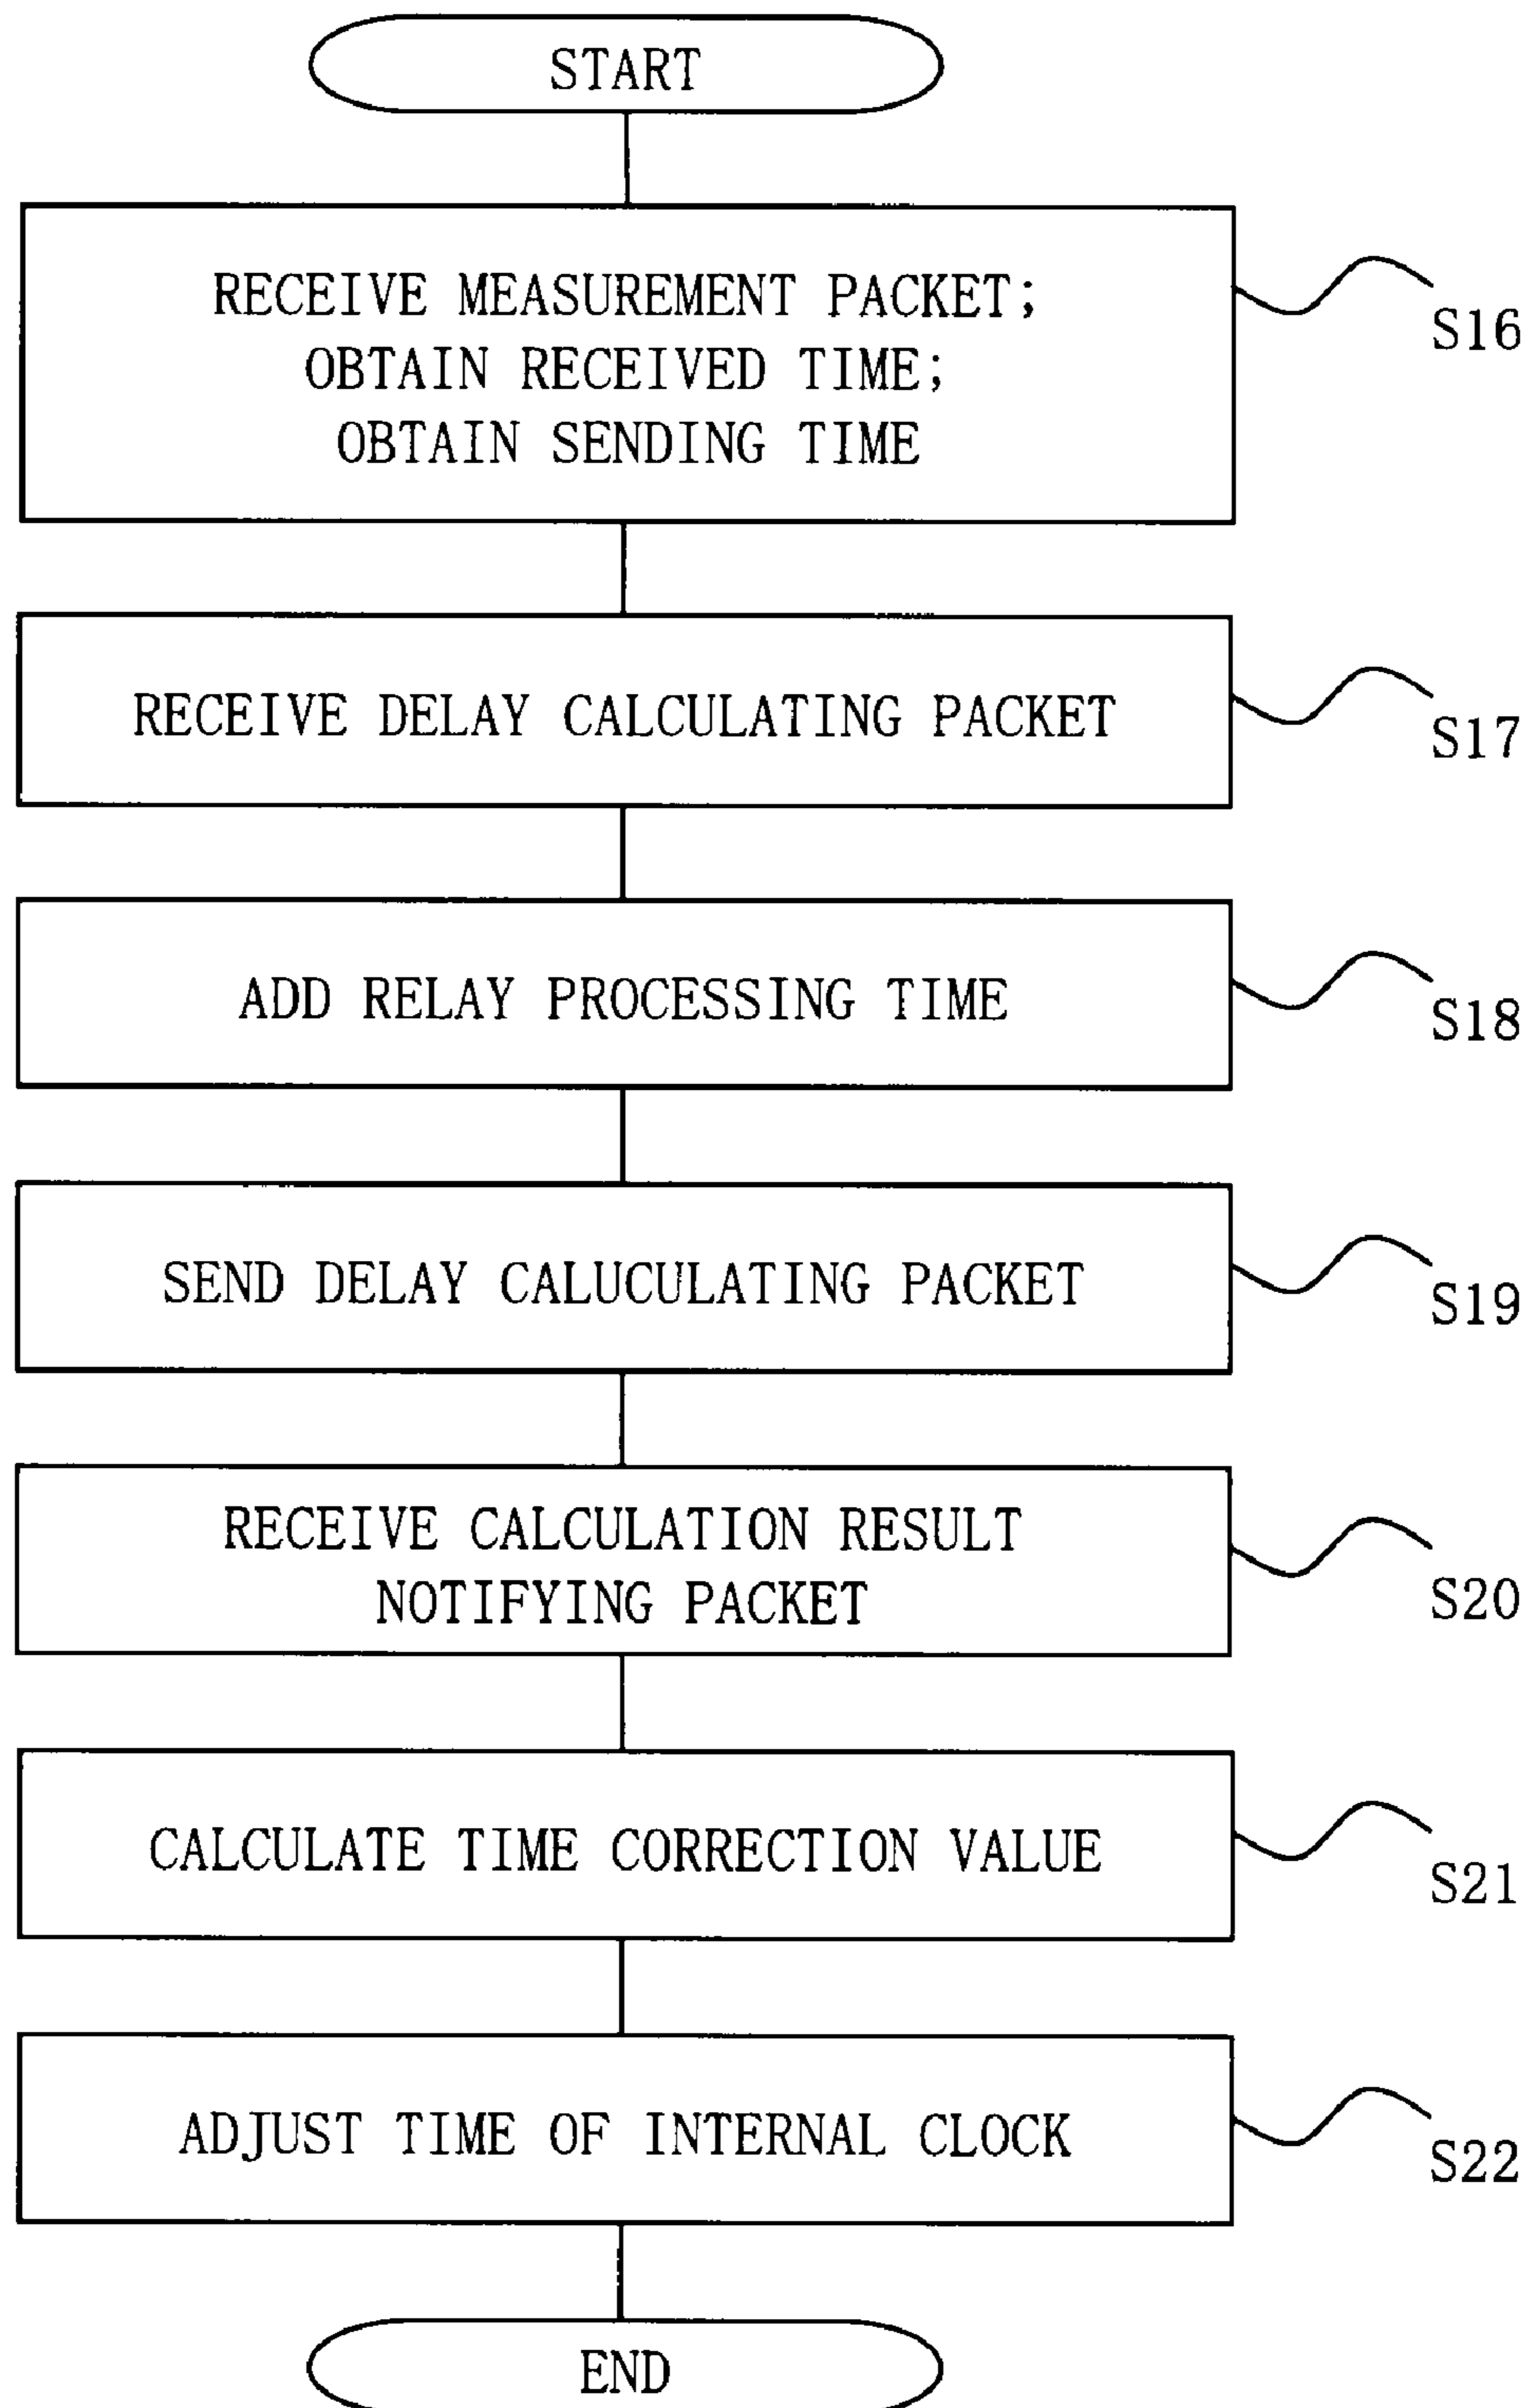 START
RECEIVE MEASUREMENT PACKET;
OBTAIN RECEIVED TIME;
OBTAIN SENDING TIME
S16
RECEIVE DELAY CALCULATING PACKET
S17
ADD RELAY PROCESSING TIME
S18
SEND DELAY CALUCULATING PACKET
S19
RECEIVE CALCULATION RESULT
NOTIFYING PACKET
S20
CALCULATE TIME CORRECTION VALUE
S21
ADJUST TIME OF INTERNAL CLOCK
S22
END